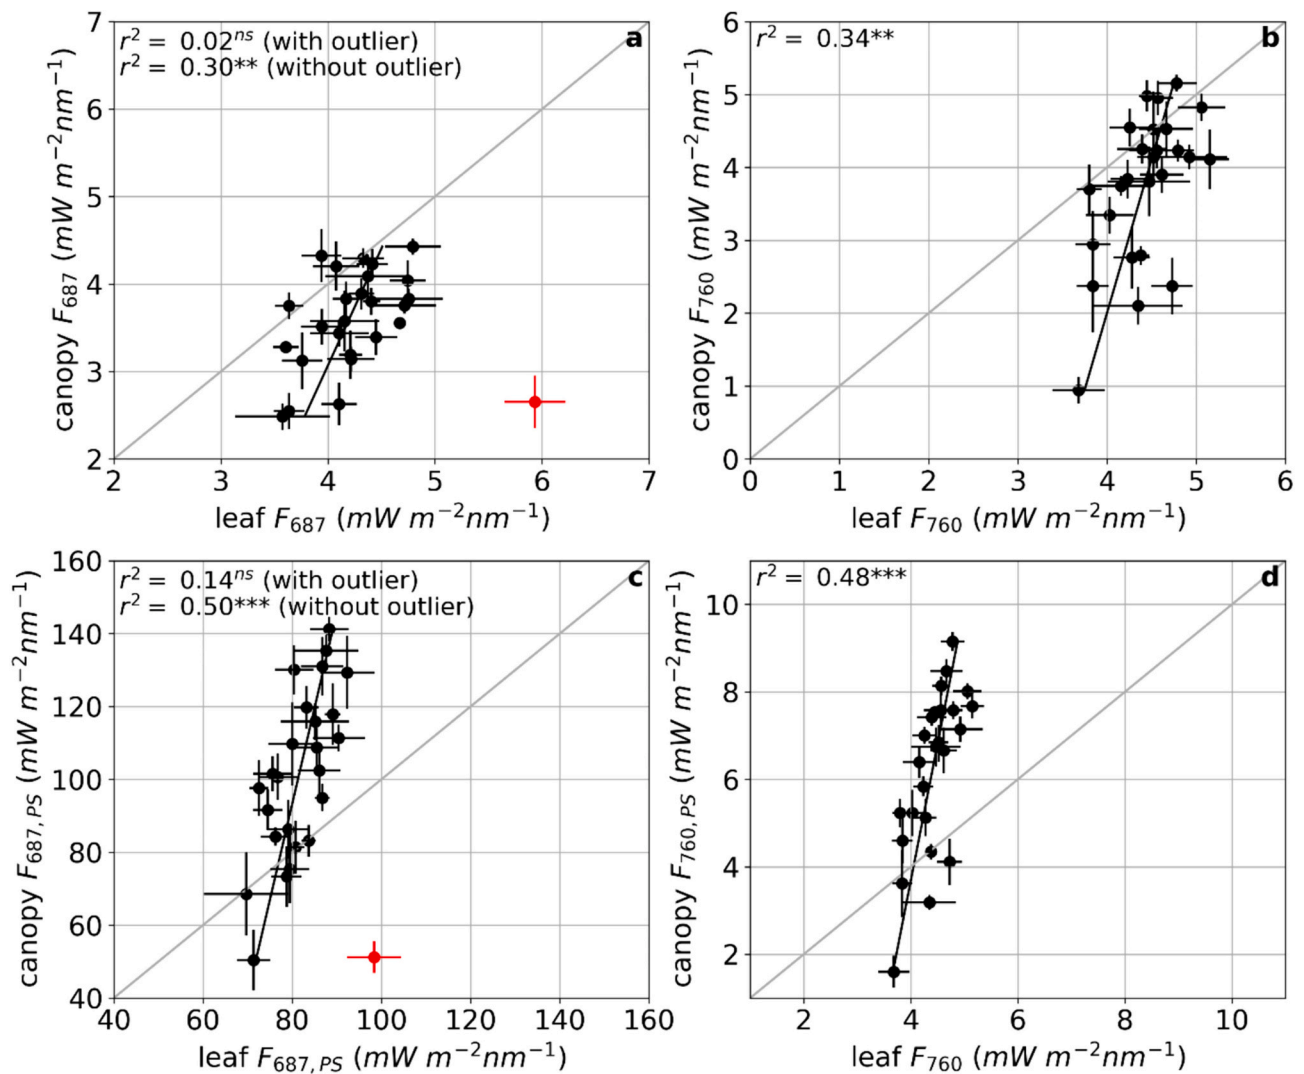 a
r² = 0.02ⁿˢ (with outlier)
r² = 0.30** (without outlier)
7
6
5
4
3
2
canopy F₆₈₇ (mW m⁻²nm⁻¹)
2 3 4 5 6 7
leaf F₆₈₇ (mW m⁻²nm⁻¹)
b
r² = 0.34**
6
5
4
3
2
1
0
canopy F₇₆₀ (mW m⁻²nm⁻¹)
0 1 2 3 4 5 6
leaf F₇₆₀ (mW m⁻²nm⁻¹)
c
r² = 0.14ⁿˢ (with outlier)
r² = 0.50*** (without outlier)
160
140
120
100
80
60
40
canopy F₆₈₇,PS (mW m⁻²nm⁻¹)
40 60 80 100 120 140 160
leaf F₆₈₇,PS (mW m⁻²nm⁻¹)
d
r² = 0.48***
10
8
6
4
2
canopy F₇₆₀,PS (mW m⁻²nm⁻¹)
2 4 6 8 10
leaf F₇₆₀ (mW m⁻²nm⁻¹)